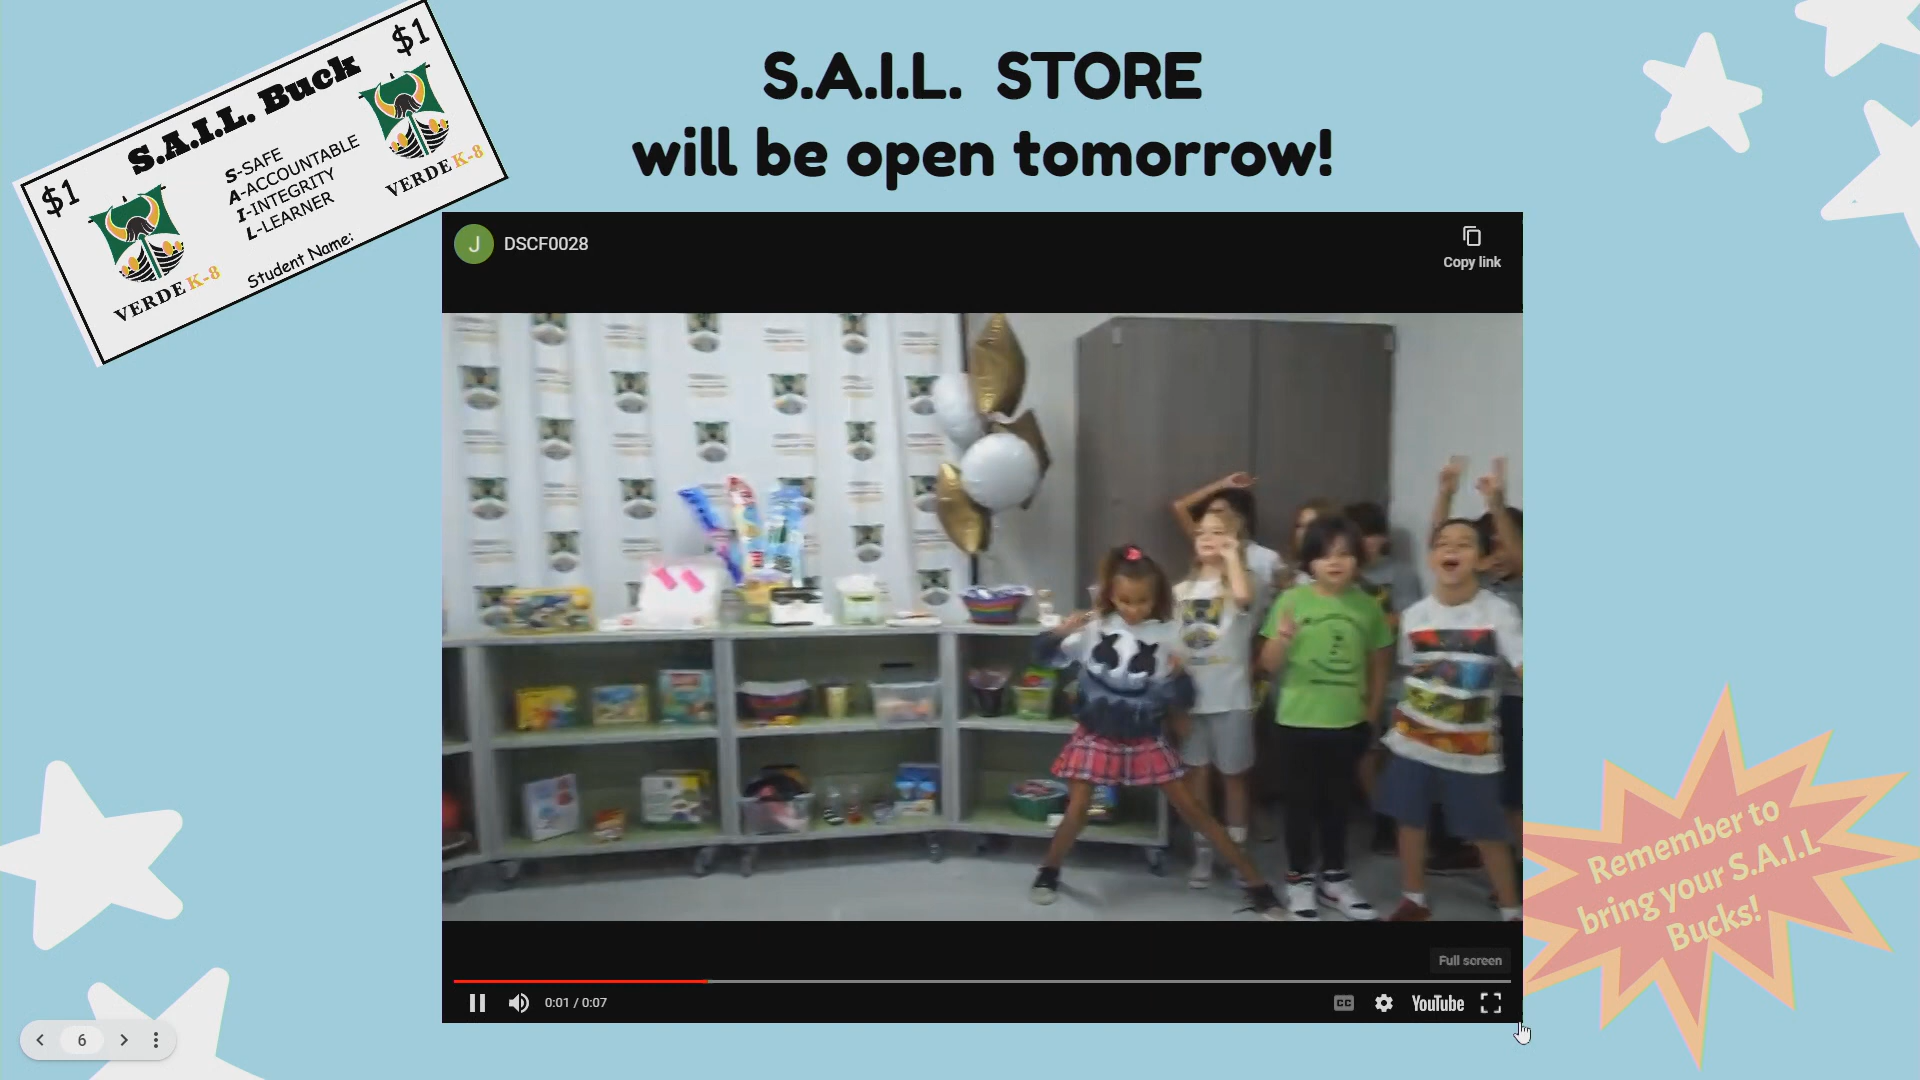 S.A.I.L. STORE
will be open tomorrow!
$1
$1
S.A.I.L. Buck
S-SAFE
A-ACCOUNTABLE
I-INTEGRITY
L-LEARNER
Student Name:
VERDE K-8
VERDE K-8
J
DSCF0028
Copy link
Remember to
bring your S.A.I.L
Bucks!
Full screen
0:01 / 0:07
CC
YouTube
6